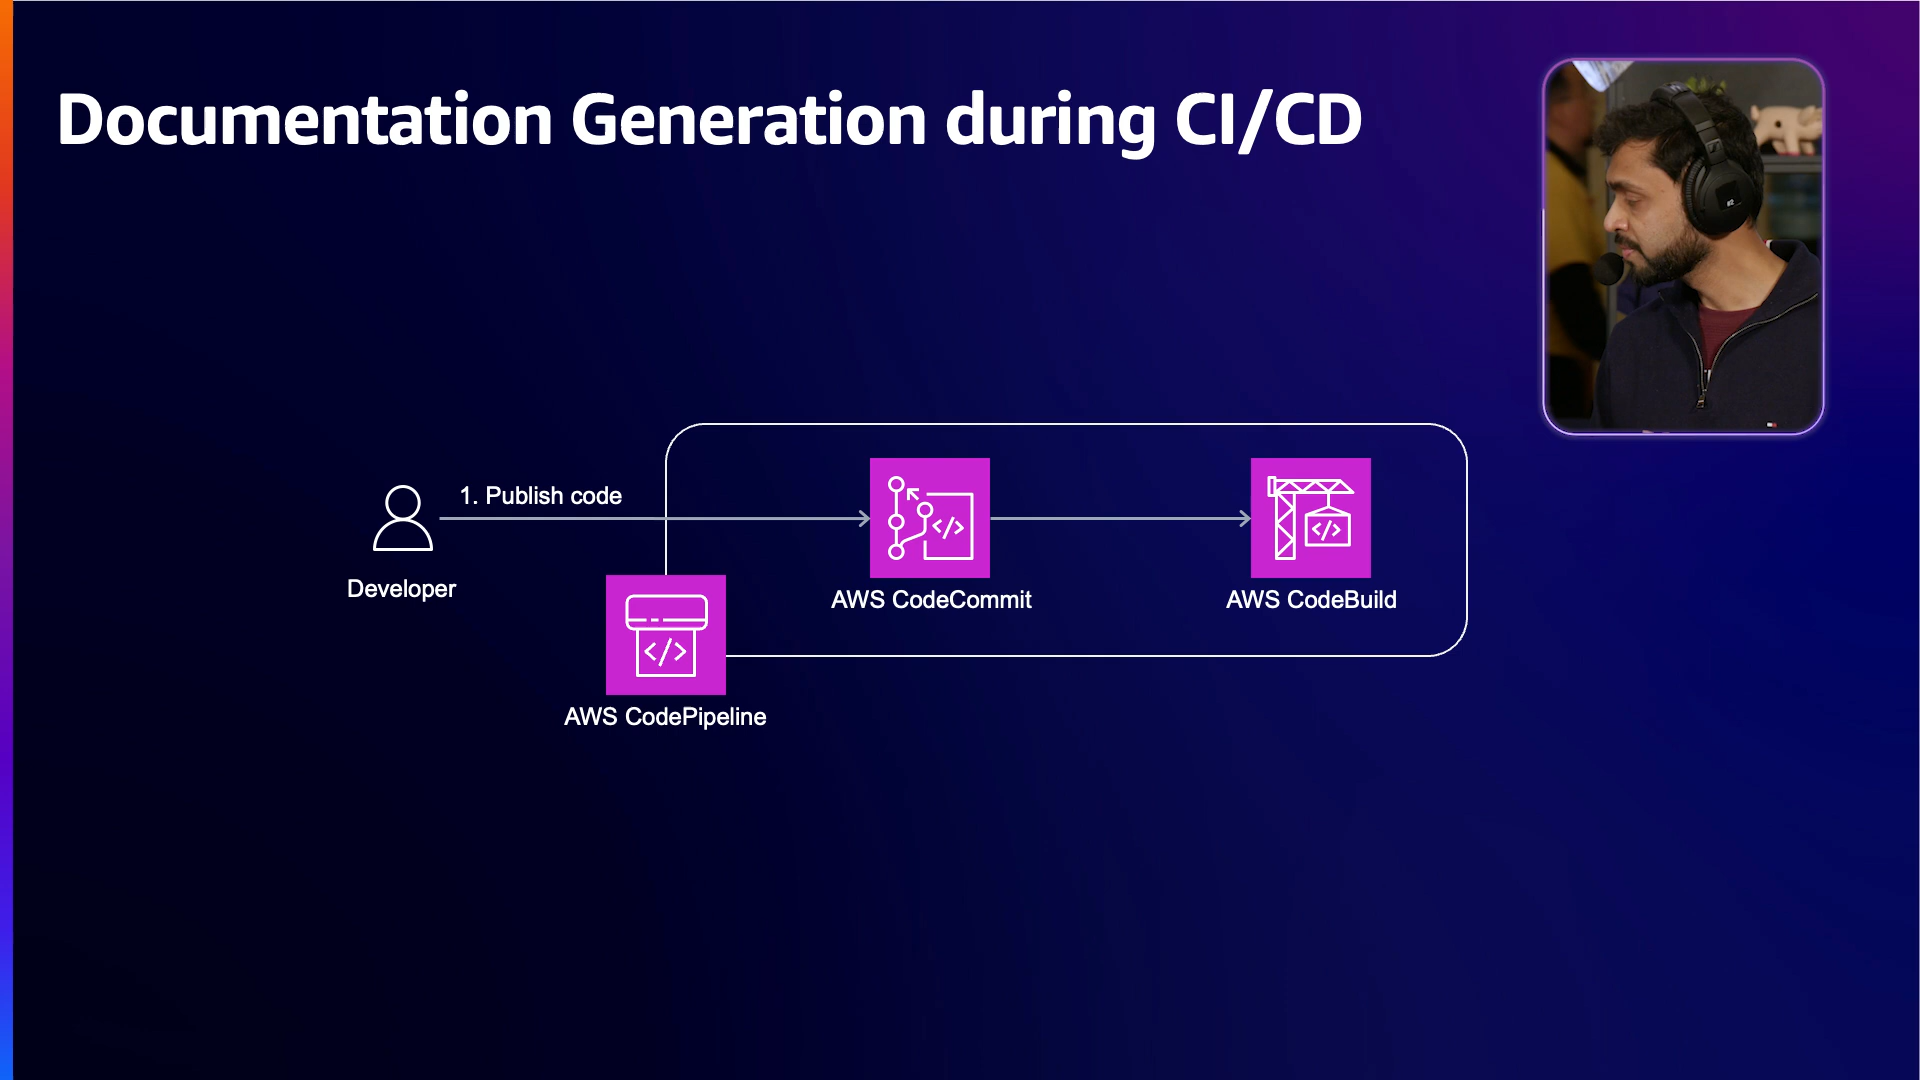 Documentation Generation during CI/CD
1. Publish code
Developer
AWS CodeCommit
AWS CodeBuild
AWS CodePipeline